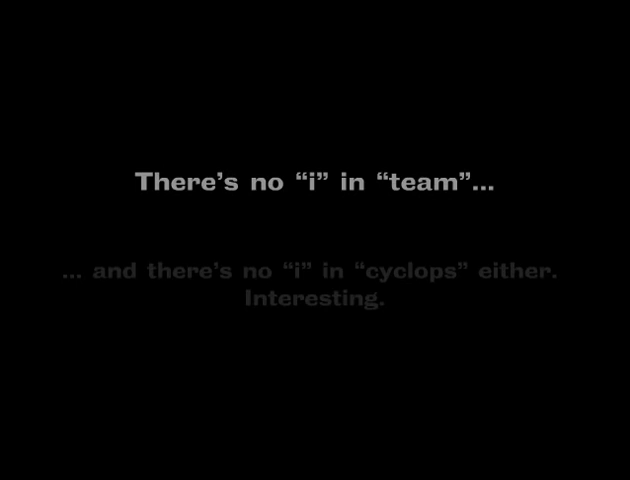 There’s no “i” in “team”...
... and there’s no “i” in “cyclops” either.
Interesting.